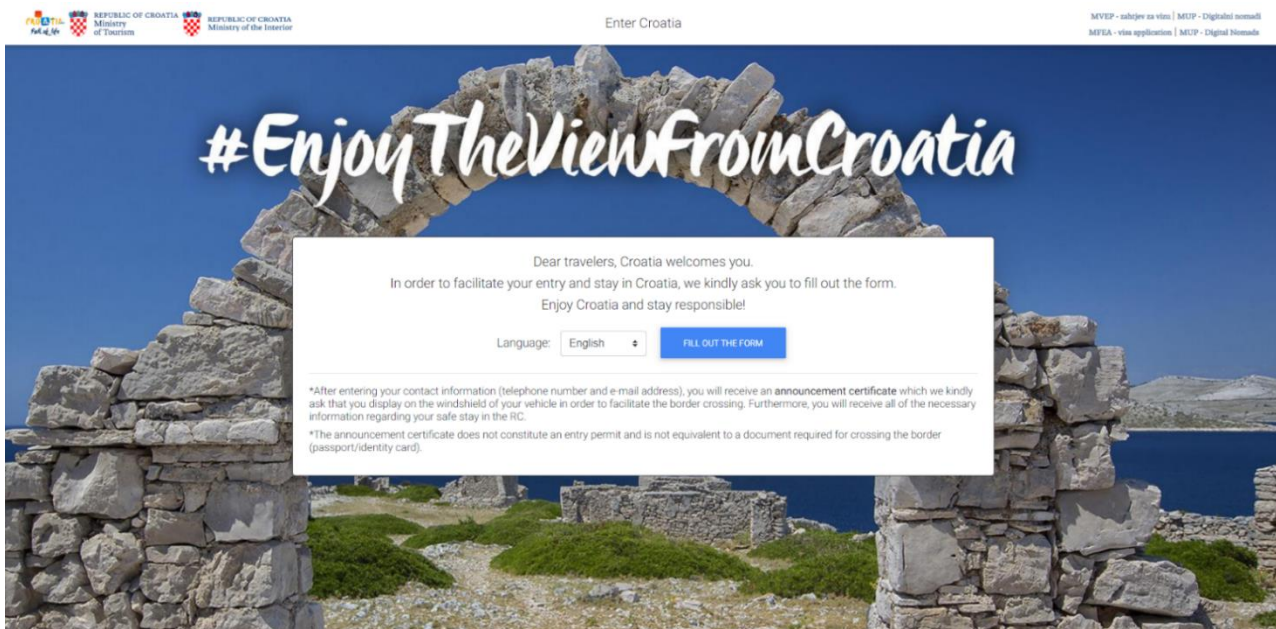 CROATIA
Full of life
REPUBLIC OF CROATIA
Ministry
of Tourism
REPUBLIC OF CROATIA
Ministry of the Interior
Enter Croatia
MVEP - zahtjev za vizu | MUP - Digitalni nomadi
MFEA - visa application | MUP - Digital Nomads
#EnjoyTheViewFromCroatia
Dear travelers, Croatia welcomes you.
In order to facilitate your entry and stay in Croatia, we kindly ask you to fill out the form.
Enjoy Croatia and stay responsible!
Language: English FILL OUT THE FORM
*After entering your contact information (telephone number and e-mail address), you will receive an announcement certificate which we kindly
ask that you display on the windshield of your vehicle in order to facilitate the border crossing. Furthermore, you will receive all of the necessary
information regarding your safe stay in the RC.
*The announcement certificate does not constitute an entry permit and is not equivalent to a document required for crossing the border
(passport/identity card).